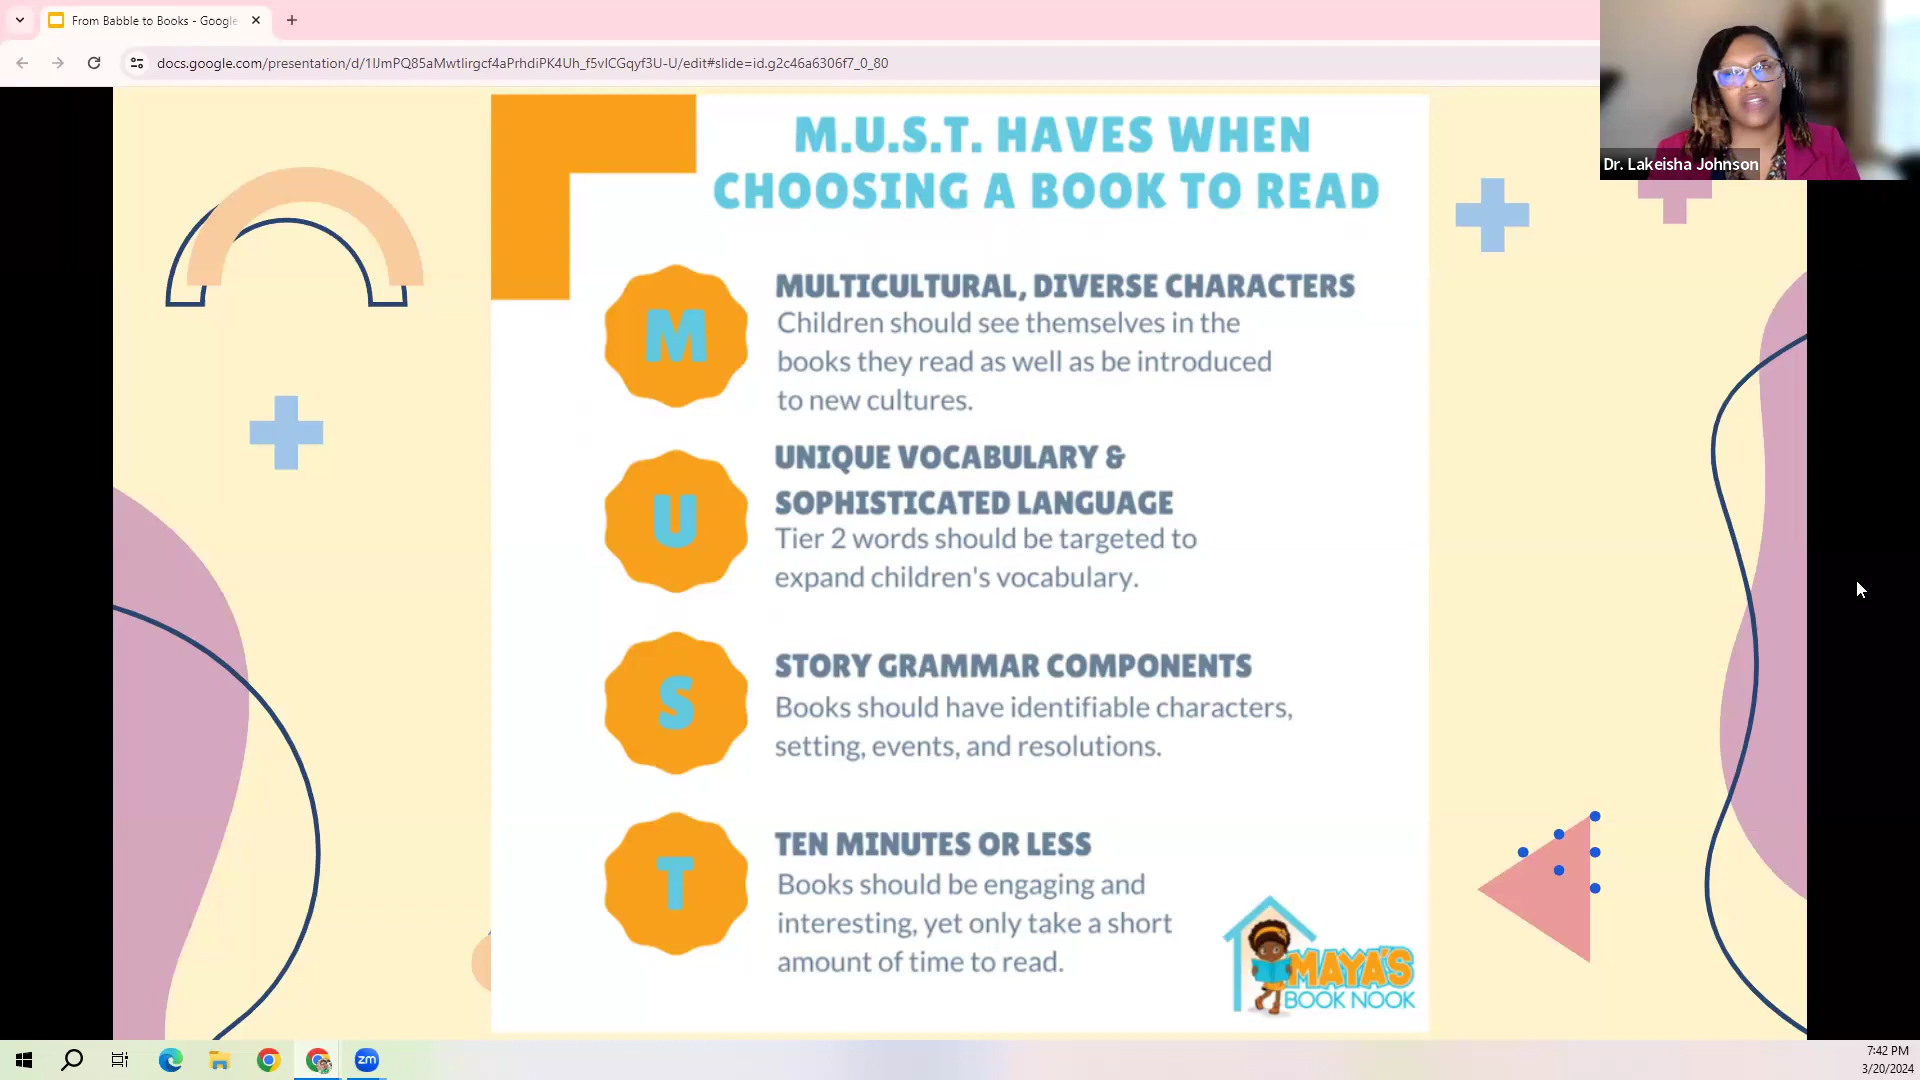 From Babble to Books - Google
docs.google.com/presentation/d/1IJmPQ85aMwtlirgcf4aPrhdiPK4Uh_f5vICGqyf3U-U/edit#slide=id.g2c46a6306f7_0_80
Dr. Lakeisha Johnson
M.U.S.T. HAVES WHEN
CHOOSING A BOOK TO READ
M
MULTICULTURAL, DIVERSE CHARACTERS
Children should see themselves in the
books they read as well as be introduced
to new cultures.
U
UNIQUE VOCABULARY &
SOPHISTICATED LANGUAGE
Tier 2 words should be targeted to
expand children's vocabulary.
S
STORY GRAMMAR COMPONENTS
Books should have identifiable characters,
setting, events, and resolutions.
T
TEN MINUTES OR LESS
Books should be engaging and
interesting, yet only take a short
amount of time to read.
MAYA'S
BOOK NOOK
zm
7:42 PM
3/20/2024